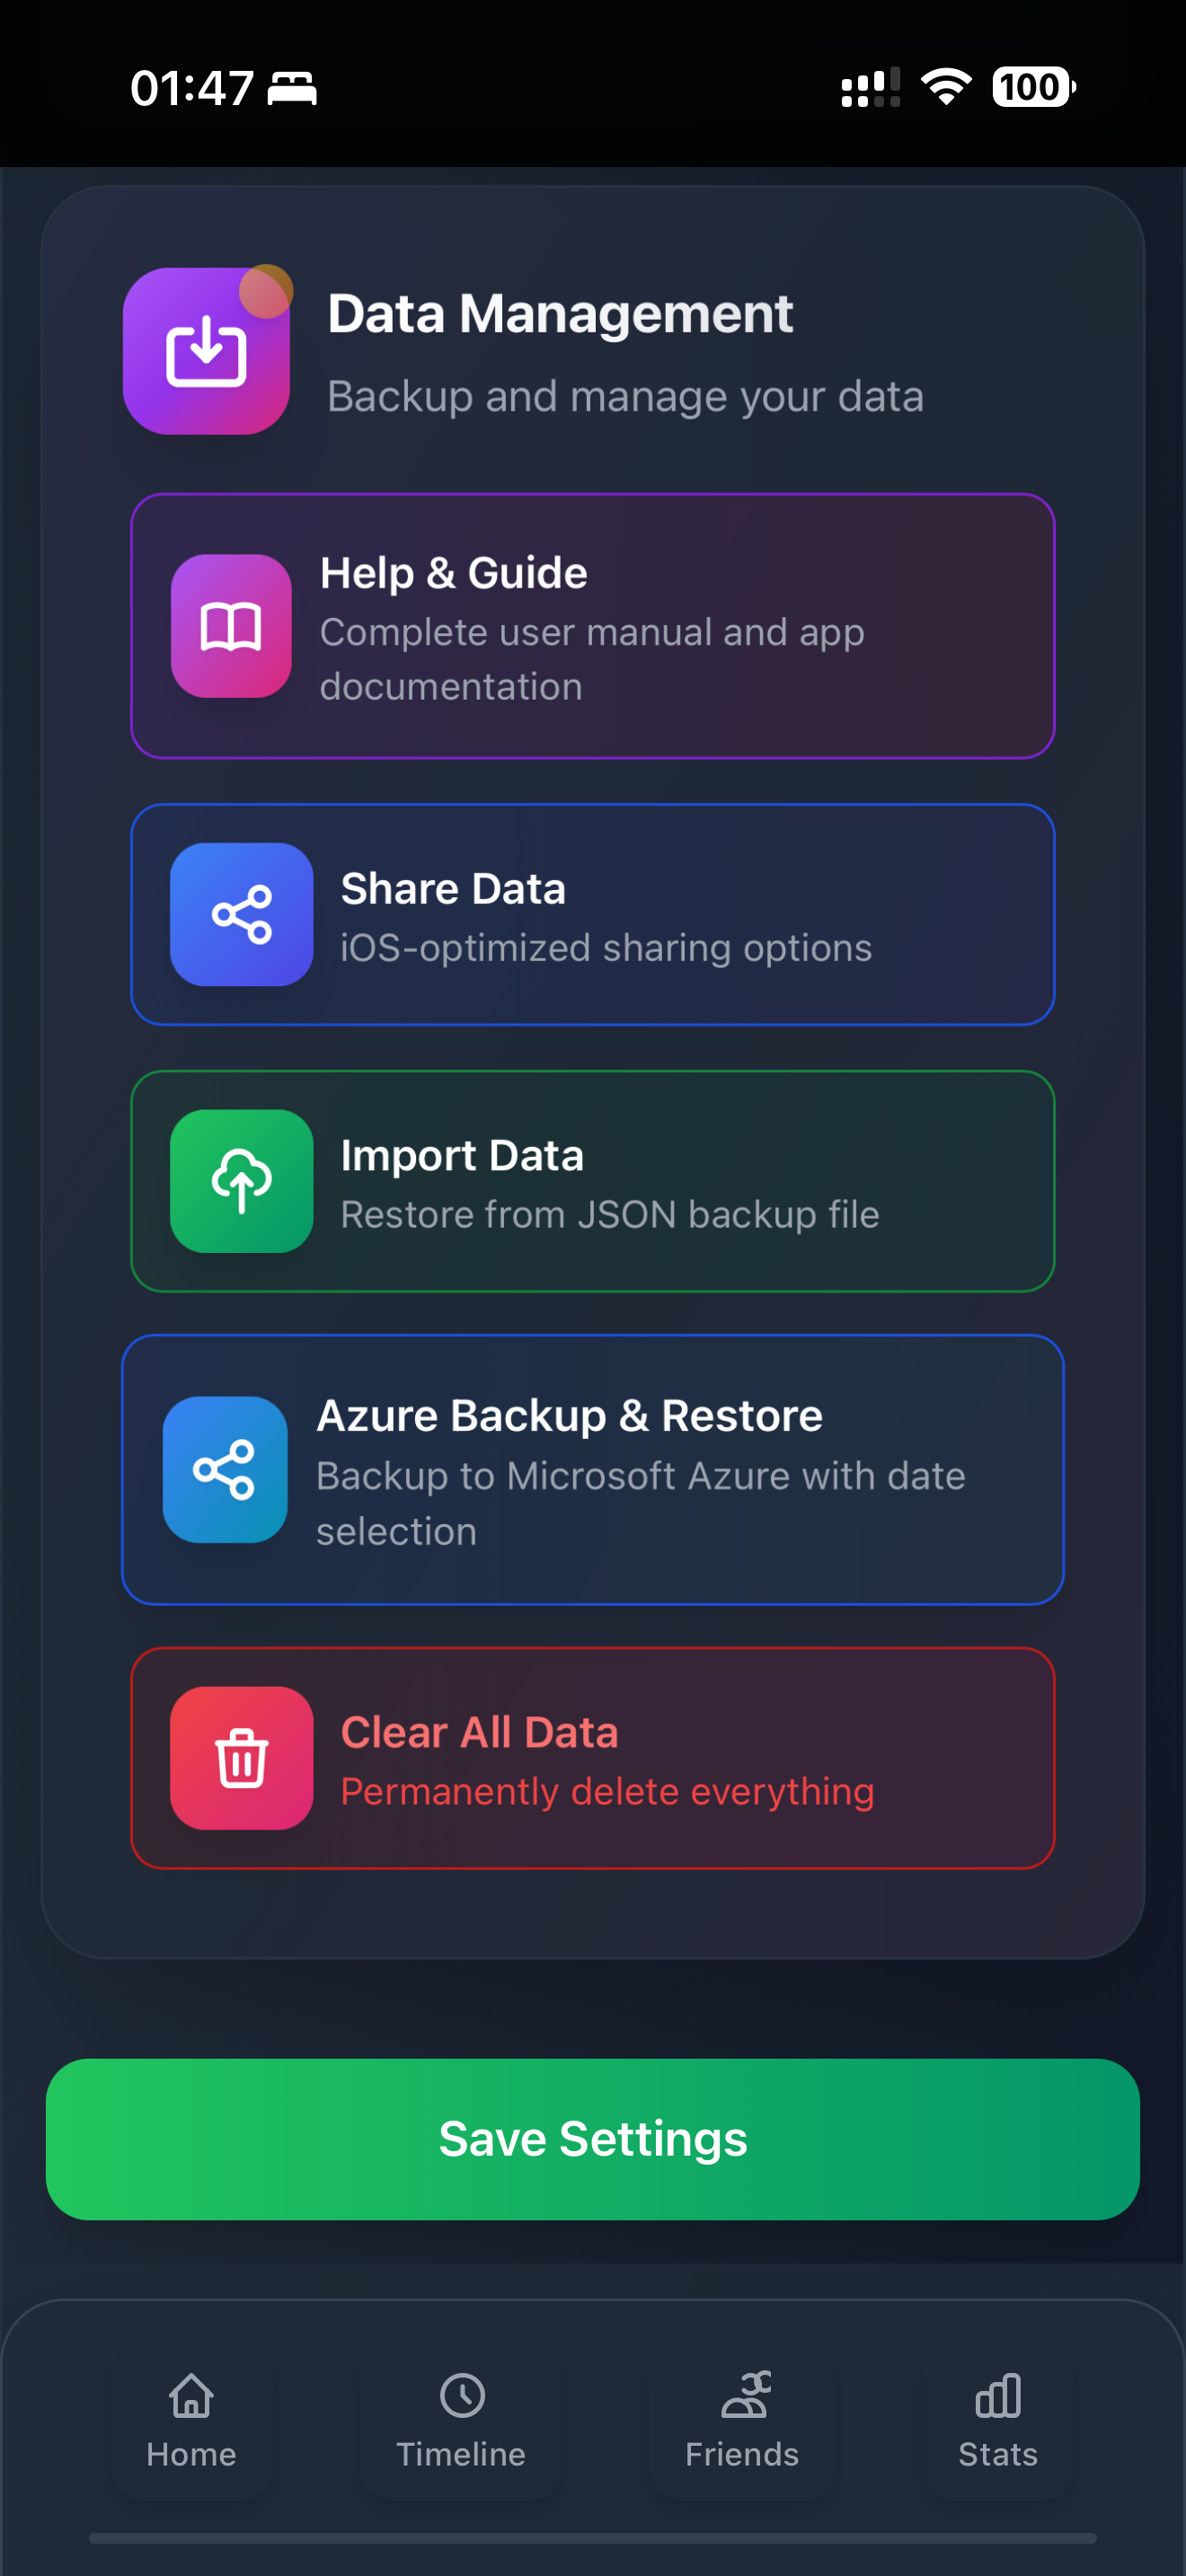 01:47
100
Data Management
Backup and manage your data
Help & Guide
Complete user manual and app
documentation
Share Data
iOS-optimized sharing options
Import Data
Restore from JSON backup file
Azure Backup & Restore
Backup to Microsoft Azure with date
selection
Clear All Data
Permanently delete everything
Save Settings
Home
Timeline
Friends
Stats